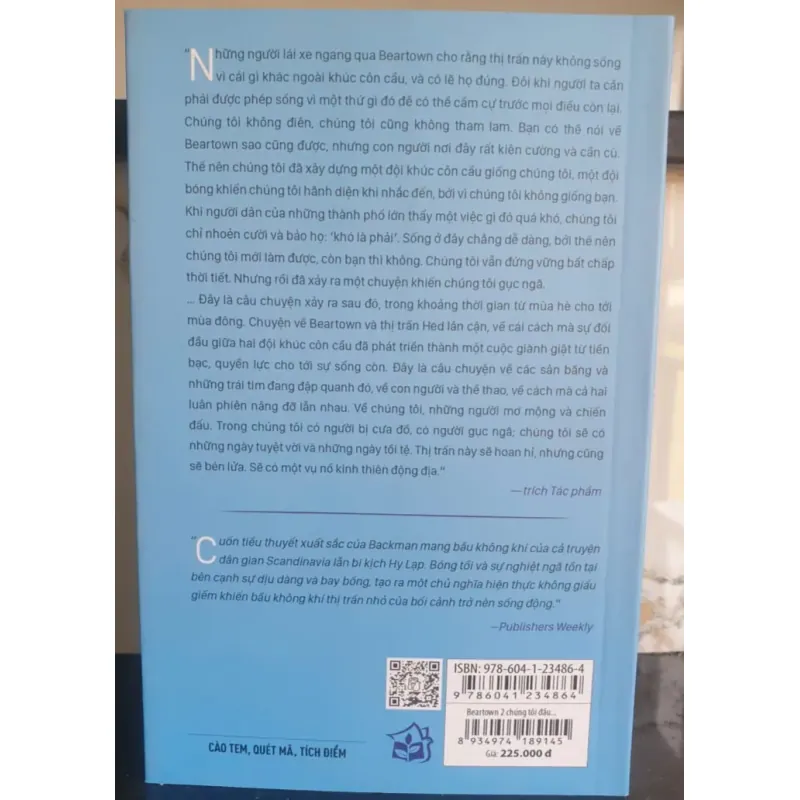 "Những người lái xe ngang qua Beartown cho rằng thị trấn này không sống
vì cái gì khác ngoài khúc côn cầu, và có lẽ họ đúng. Đôi khi người ta cần
phải được phép sống vì một thứ gì đó để có thể cầm cự trước mọi điều còn lại.
Chúng tôi không điên, chúng tôi cũng không tham lam. Bạn có thể nói về
Beartown sao cũng được, nhưng con người nơi đây rất kiên cường và cần cù.
Thế nên chúng tôi đã xây dựng một đội khúc côn cầu giống chúng tôi, một đội
bóng khiến chúng tôi hãnh diện khi nhắc đến, bởi vì chúng tôi không giống bạn.
Khi người dân của những thành phố lớn thấy một việc gì đó quá khó, chúng tôi
chỉ nhoẻn cười và bảo họ: 'khó là phải'. Sống ở đây chẳng dễ dàng, bởi thế nên
chúng tôi mới làm được, còn bạn thì không. Chúng tôi vẫn đứng vững bất chấp
thời tiết. Nhưng rồi đã xảy ra một chuyện khiến chúng tôi gục ngã.
... Đây là câu chuyện xảy ra sau đó, trong khoảng thời gian từ mùa hè cho tới
mùa đông. Chuyện về Beartown và thị trấn Hed lân cận, về cái cách mà sự đối
đầu giữa hai đội khúc côn cầu đã phát triển thành một cuộc giành giật từ tiền
bạc, quyền lực cho tới sự sống còn. Đây là câu chuyện về các sân băng và
những trái tim đang đập quanh đó, về con người và thể thao, về cách mà cả hai
luân phiên nâng đỡ lẫn nhau. Về chúng tôi, những người mơ mộng và chiến
đấu. Trong chúng tôi có người bị cưa đổ, có người gục ngã; chúng tôi sẽ có
những ngày tuyệt vời và những ngày tồi tệ. Thị trấn này sẽ hoan hỉ, nhưng cũng
sẽ bén lửa. Sẽ có một vụ nổ kinh thiên động địa."
— trích Tác phẩm
"Cuốn tiểu thuyết xuất sắc của Backman mang bầu không khí của cả truyện
dân gian Scandinavia lẫn bi kịch Hy Lạp. Bóng tối và sự nghiệt ngã tồn tại
bên cạnh sự dịu dàng và bay bổng, tạo ra một chủ nghĩa hiện thực không giấu
giếm khiến bầu không khí thị trấn nhỏ của bối cảnh trở nên sống động."
—Publishers Weekly
ISBN: 978-604-1-23486-4
9 786041 234864
Beartown 2 chúng tôi đấu...
8 934974 189145
Giá: 225.000 đ
CÀO TEM, QUÉT MÃ, TÍCH ĐIỂM